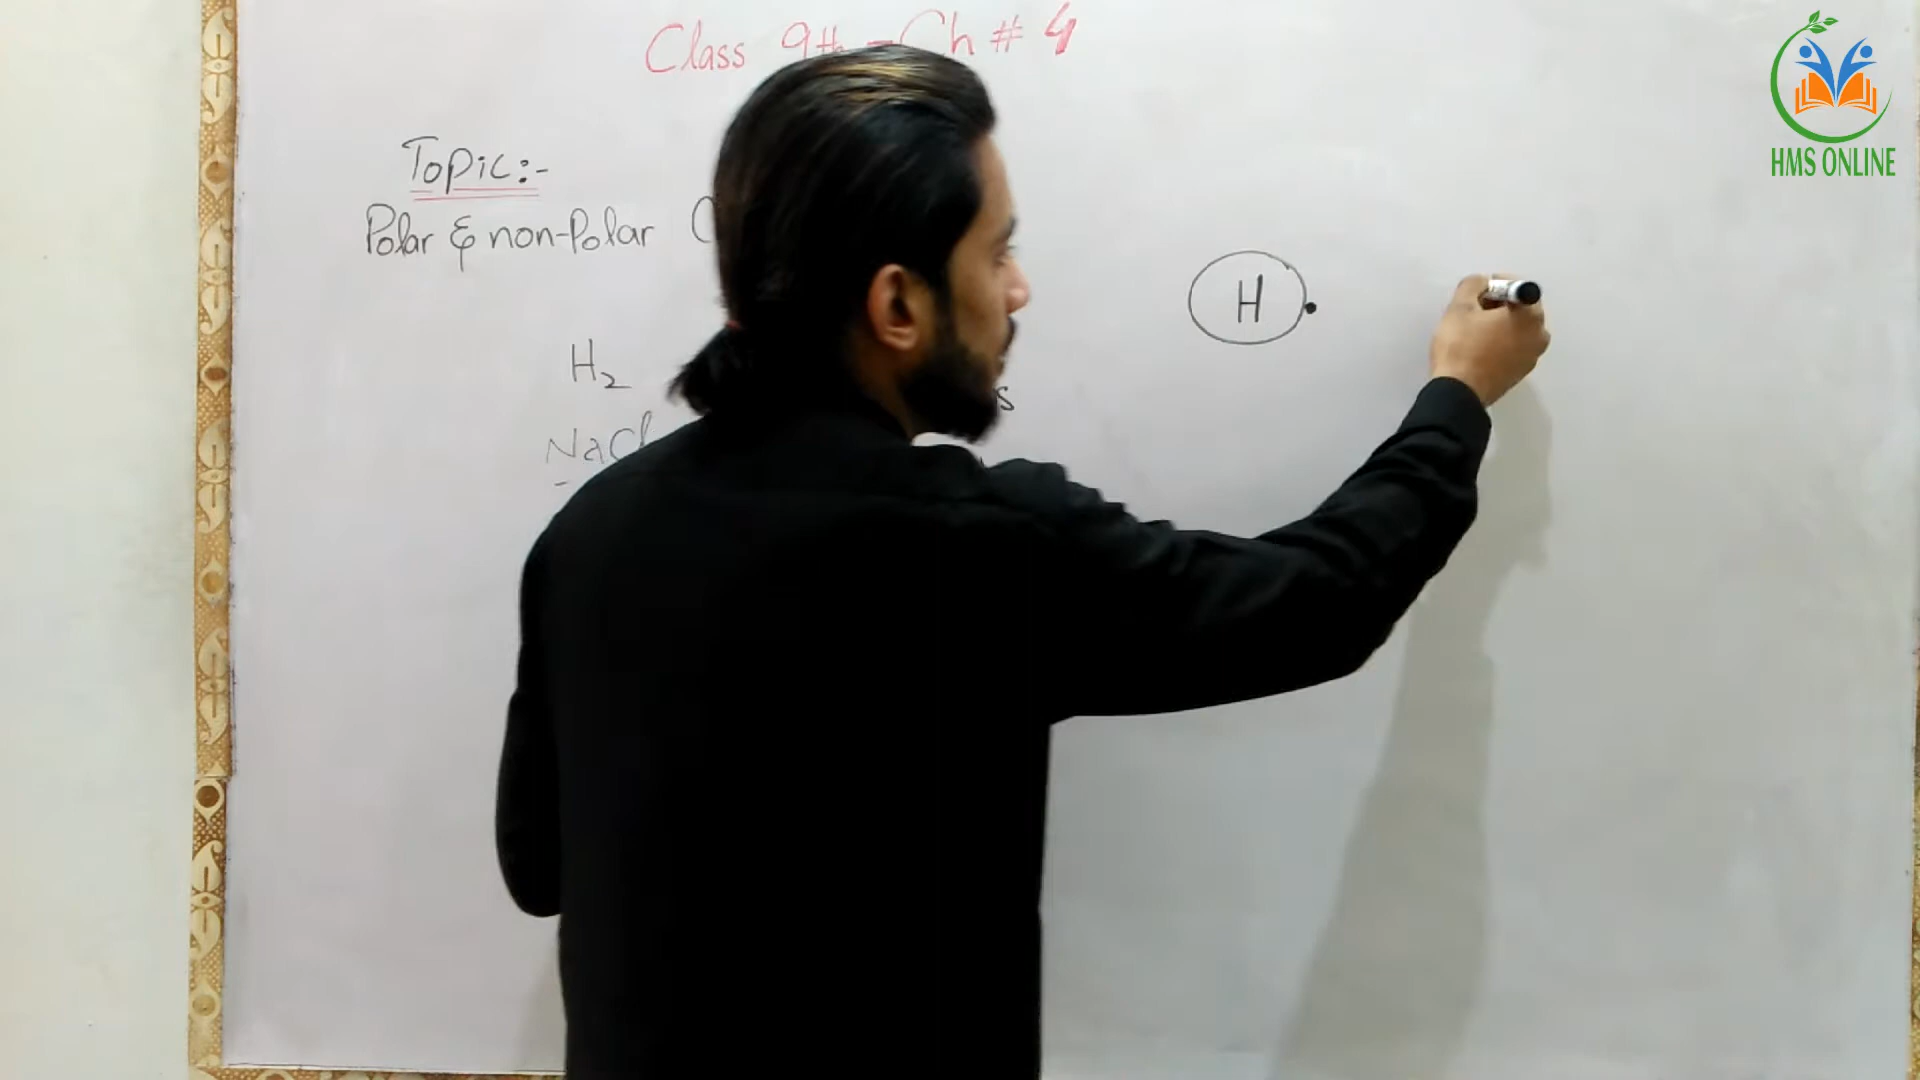 Class 9th - Ch # 4
Topic:-
Polar & non-Polar
H
H2
NaCl
HMS ONLINE